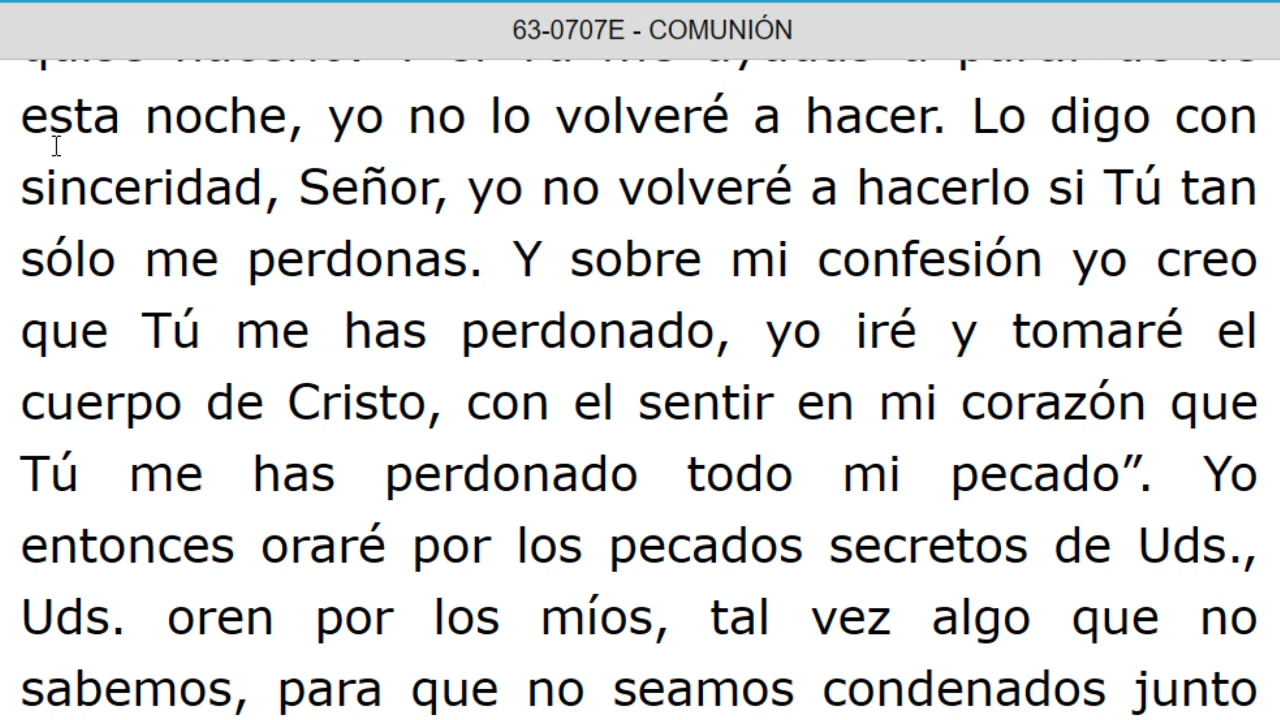 63-0707E - COMUNIÓN
esta noche, yo no lo volveré a hacer. Lo digo con
sinceridad, Señor, yo no volveré a hacerlo si Tú tan
sólo me perdonas. Y sobre mi confesión yo creo
que Tú me has perdonado, yo iré y tomaré el
cuerpo de Cristo, con el sentir en mi corazón que
Tú me has perdonado todo mi pecado”. Yo
entonces oraré por los pecados secretos de Uds.,
Uds. oren por los míos, tal vez algo que no
sabemos, para que no seamos condenados junto